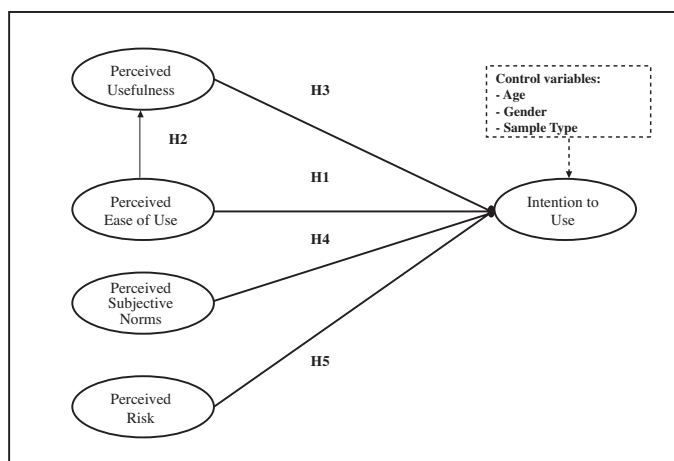 Perceived
Usefulness
H3
Control variables:
- Age
- Gender
- Sample Type
H2
H1
Perceived
Ease of Use
Intention to
Use
H4
Perceived
Subjective
Norms
H5
Perceived
Risk